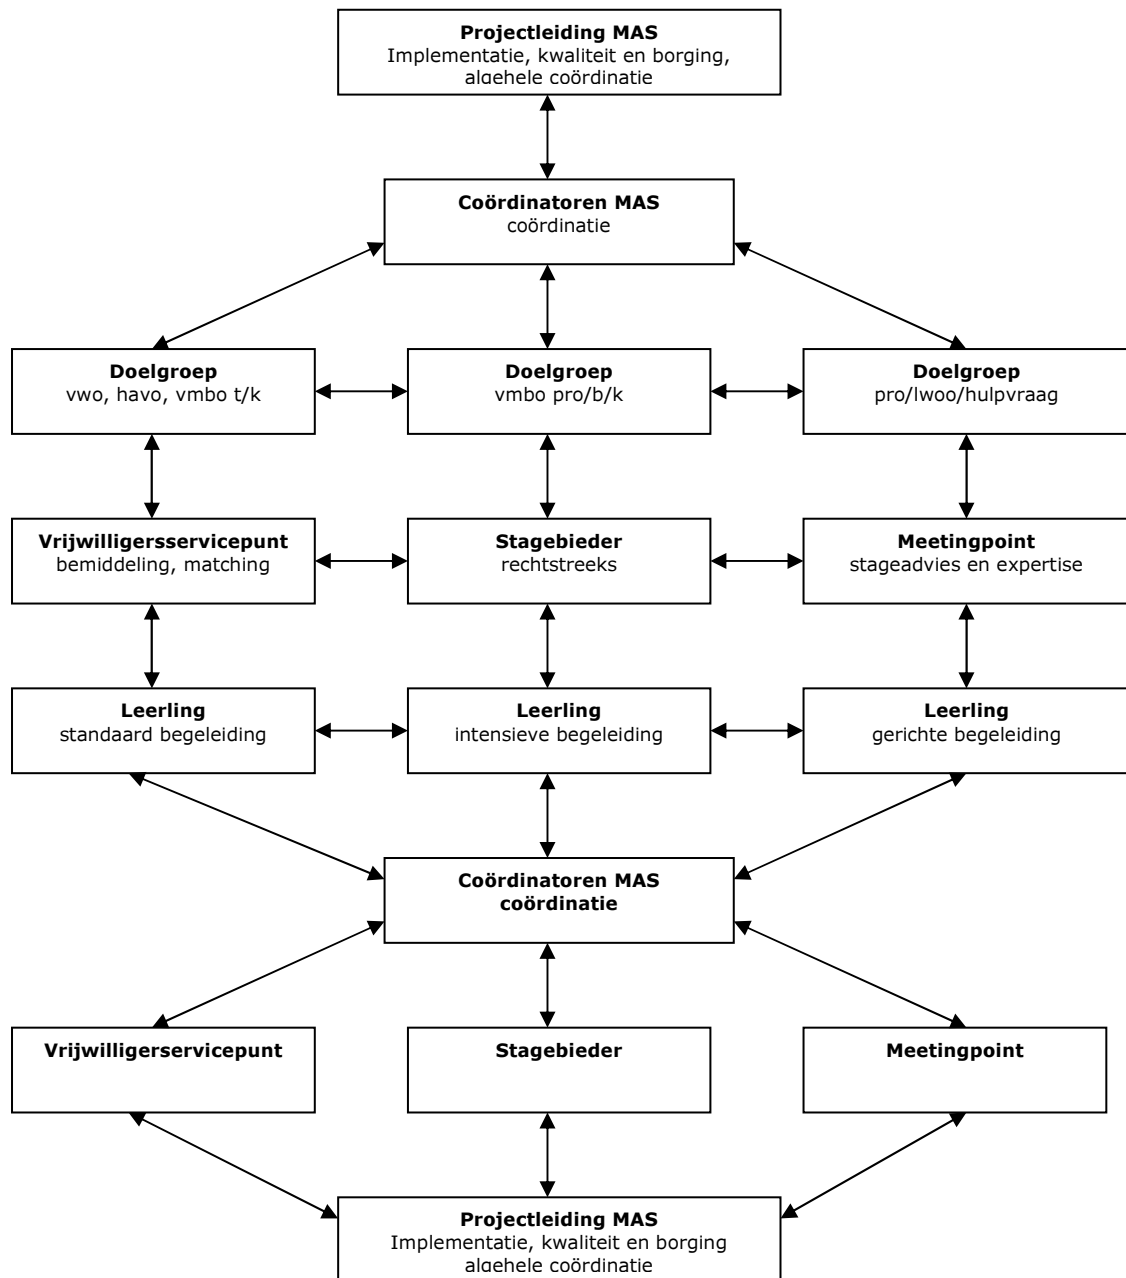 Projectleiding MAS
Implementatie, kwaliteit en borging,
algehele coördinatie
Coördinatoren MAS
coördinatie
Doelgroep
vwo, havo, vmbo t/k
Doelgroep
vmbo pro/b/k
Doelgroep
pro/lwoo/hulpvraag
Vrijwilligersservicepunt
bemiddeling, matching
Stagebieder
rechtstreeks
Meetingpoint
stageadvies en expertise
Leerling
standaard begeleiding
Leerling
intensieve begeleiding
Leerling
gerichte begeleiding
Coördinatoren MAS
coördinatie
Vrijwilligerservicepunt
Stagebieder
Meetingpoint
Projectleiding MAS
Implementatie, kwaliteit en borging
algehele coördinatie